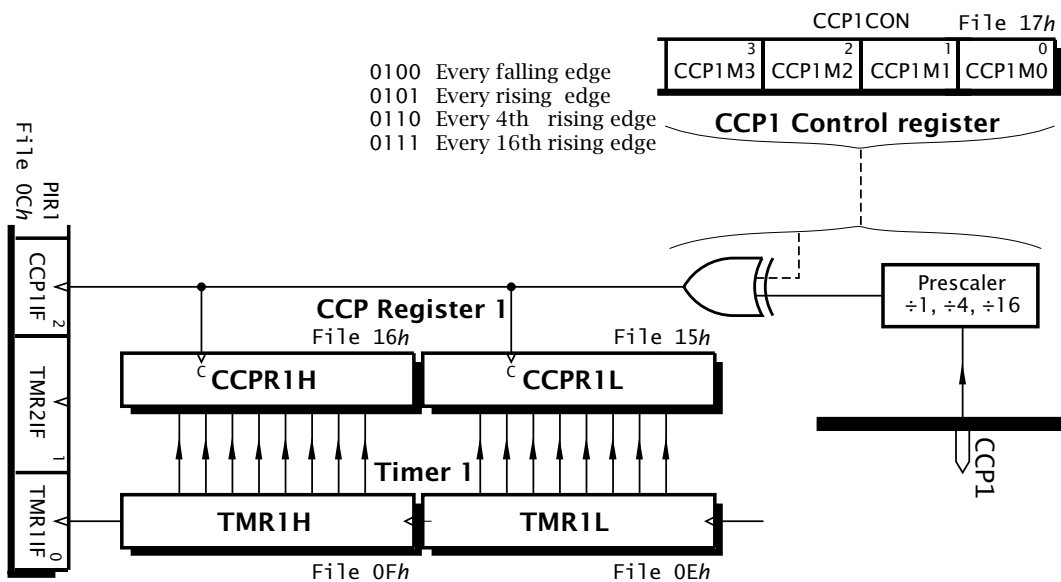 CCP1CON File 17h
3 2 1 0
CCP1M3 CCP1M2 CCP1M1 CCP1M0
CCP1 Control register
0100 Every falling edge
0101 Every rising edge
0110 Every 4th rising edge
0111 Every 16th rising edge
File 0Ch
PIR1
CCP1IF 2
TMR2IF 1
TMR1IF 0
Prescaler
÷1, ÷4, ÷16
CCP Register 1
File 16h File 15h
C CCPR1H C CCPR1L
CCP1
Timer 1
TMR1H TMR1L
File 0Fh File 0Eh